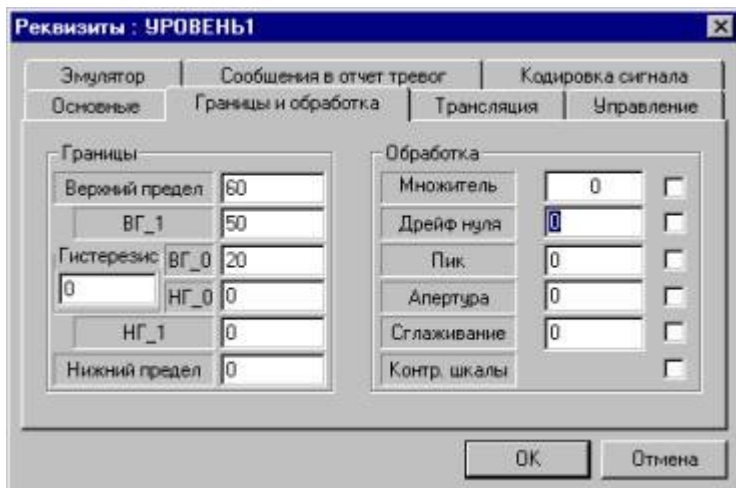 Реквизиты : УРОВЕНЬ1
Эмулятор Сообщения в отчет тревог Кодировка сигнала
Основные Границы и обработка Трансляция Управление
Границы Обработка
Верхний предел 60 Множитель 0
ВГ_1 50 Дрейф нуля 0
Гистерезис ВГ_0 20 Пик 0
0 НГ_0 0 Апертура 0
НГ_1 0 Сглаживание 0
Нижний предел 0 Контр. шкалы
OK Отмена